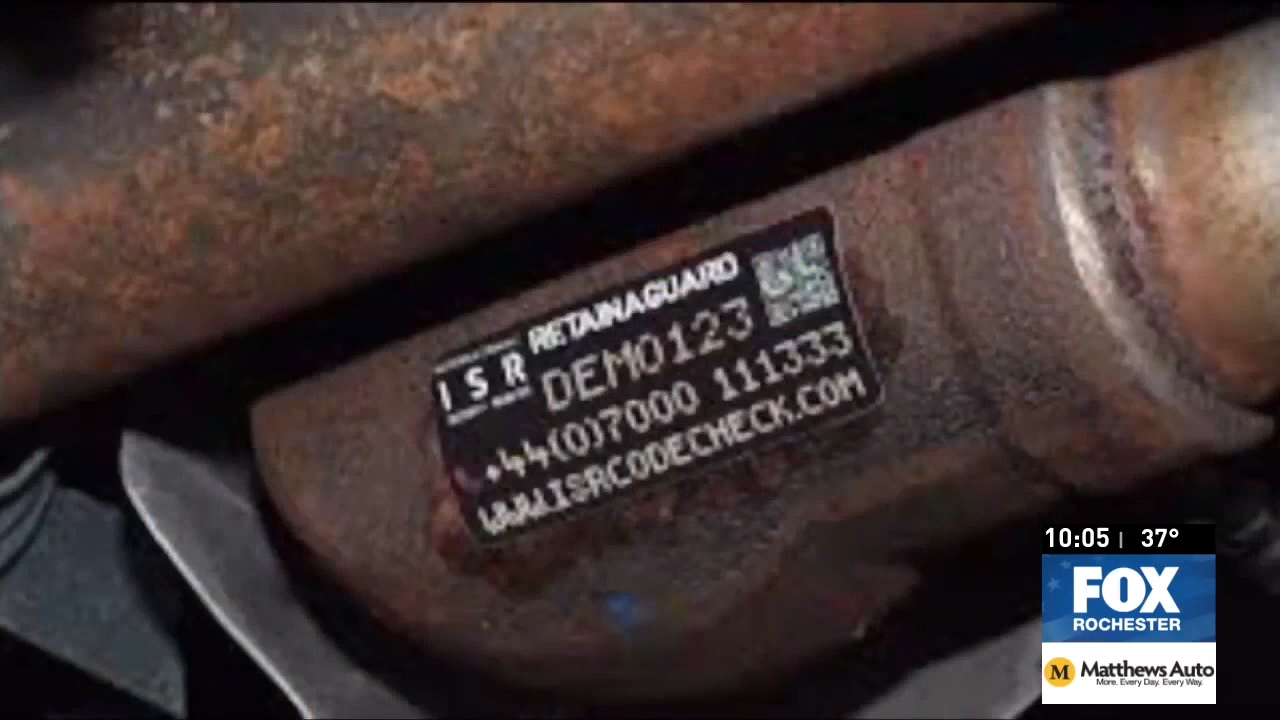 RETAINAGUARD
ISR
DEMO123
+44(0)7000 111333
WWW.ISRCODECHECK.COM
10:05 | 37°
FOX
ROCHESTER
M Matthews Auto
More. Every Day. Every Way.